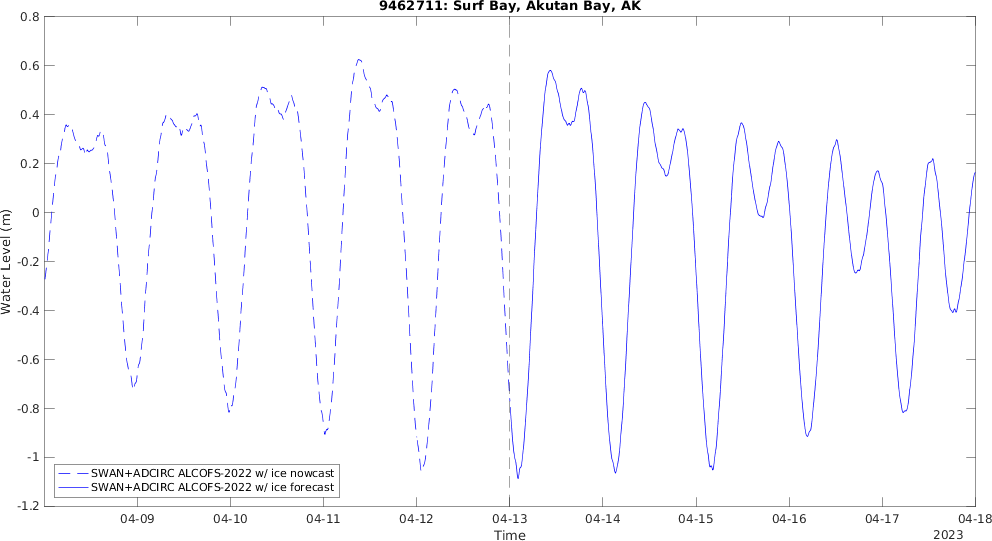 9462711: Surf Bay, Akutan Bay, AK
0.8
0.6
0.4
0.2
0
-0.2
-0.4
-0.6
-0.8
-1
-1.2
Water Level (m)
SWAN+ADCIRC ALCOFS-2022 w/ ice nowcast
SWAN+ADCIRC ALCOFS-2022 w/ ice forecast
04-09 04-10 04-11 04-12 04-13 04-14 04-15 04-16 04-17 04-18
Time
2023